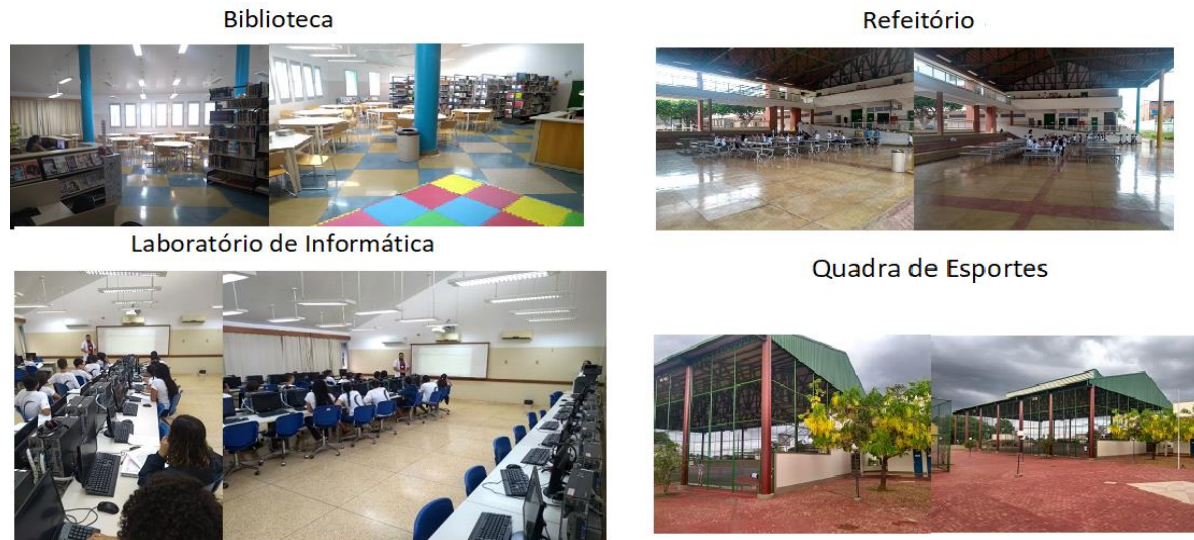 Biblioteca
Refeitório
Laboratório de Informática
Quadra de Esportes